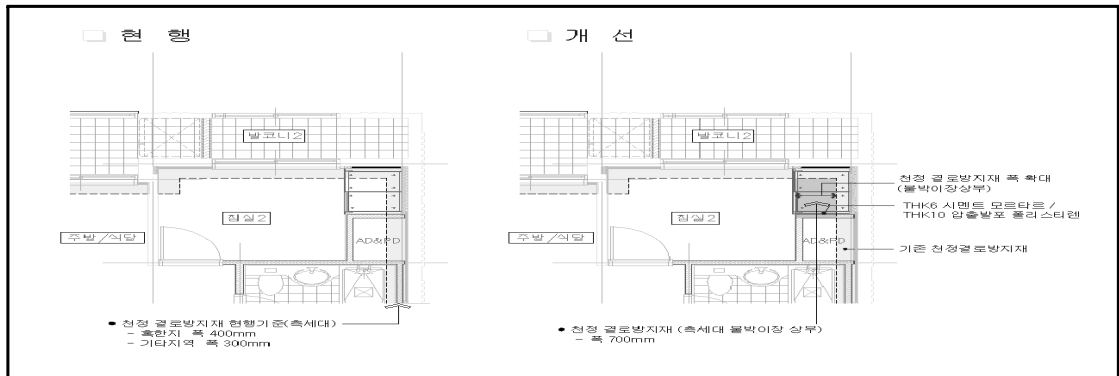 현 행
발코니2
침실2
주방/식당
AD&PD
• 천정 결로방지재 현행기준(측세대)
- 혹한지 폭 400mm
- 기타지역 폭 300mm
개 선
발코니2
침실2
주방/식당
AD&PD
천정 결로방지재 폭 확대
(붙박이장상부)
THK6 시멘트 모르타르 /
THK10 압출발포 폴리스티렌
기존 천정결로방지재
• 천정 결로방지재 (측세대 붙박이장 상부)
- 폭 700mm